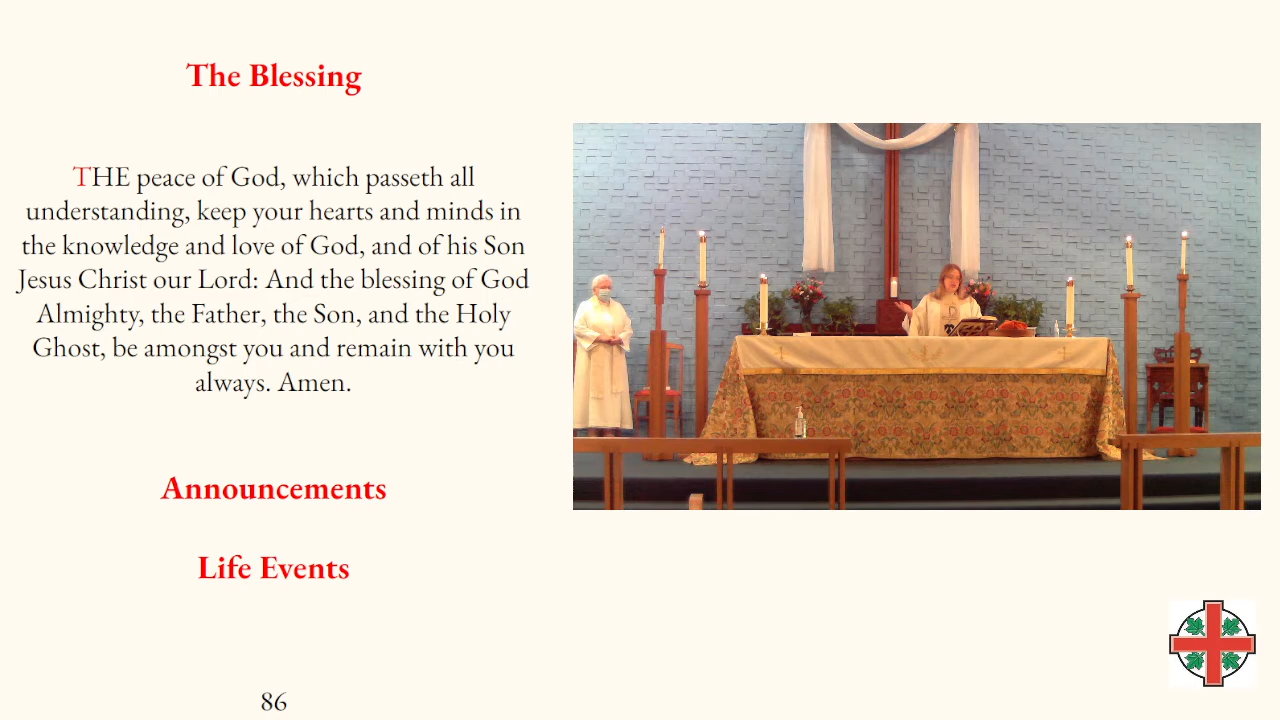 The Blessing
THE peace of God, which passeth all
understanding, keep your hearts and minds in
the knowledge and love of God, and of his Son
Jesus Christ our Lord: And the blessing of God
Almighty, the Father, the Son, and the Holy
Ghost, be amongst you and remain with you
always. Amen.
Announcements
Life Events
86